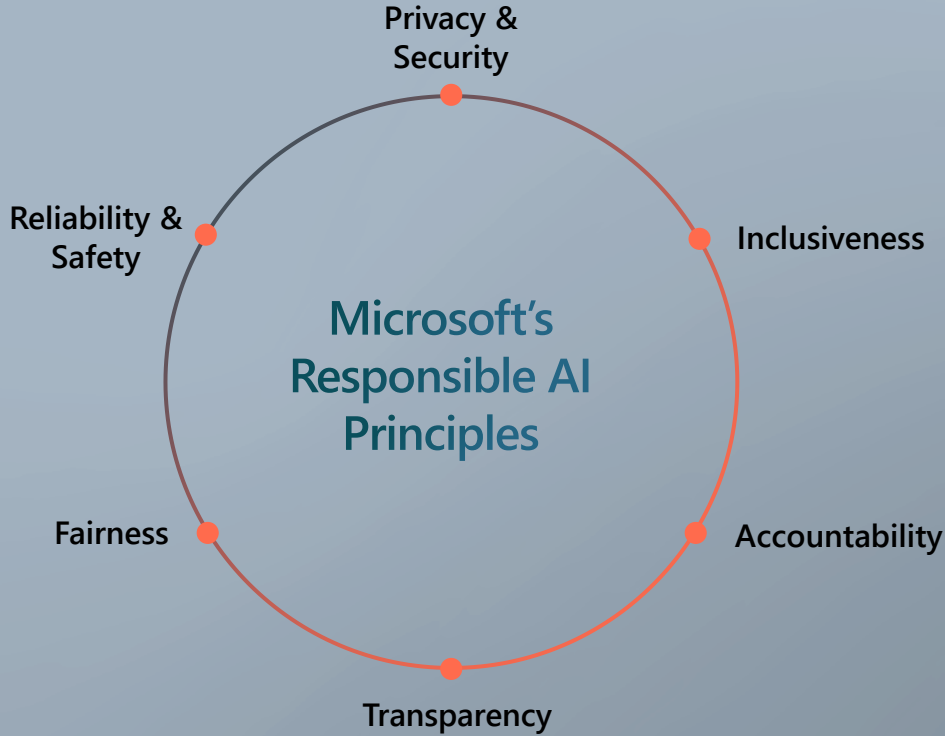 Privacy &
Security
Reliability &
Safety
Inclusiveness
Microsoft's
Responsible AI
Principles
Fairness
Accountability
Transparency